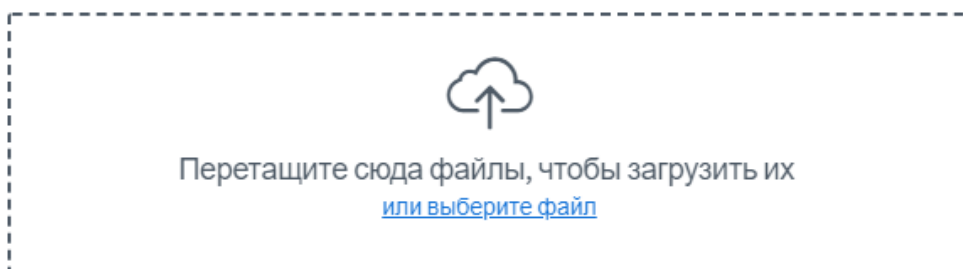 Перетащите сюда файлы, чтобы загрузить их
или выберите файл